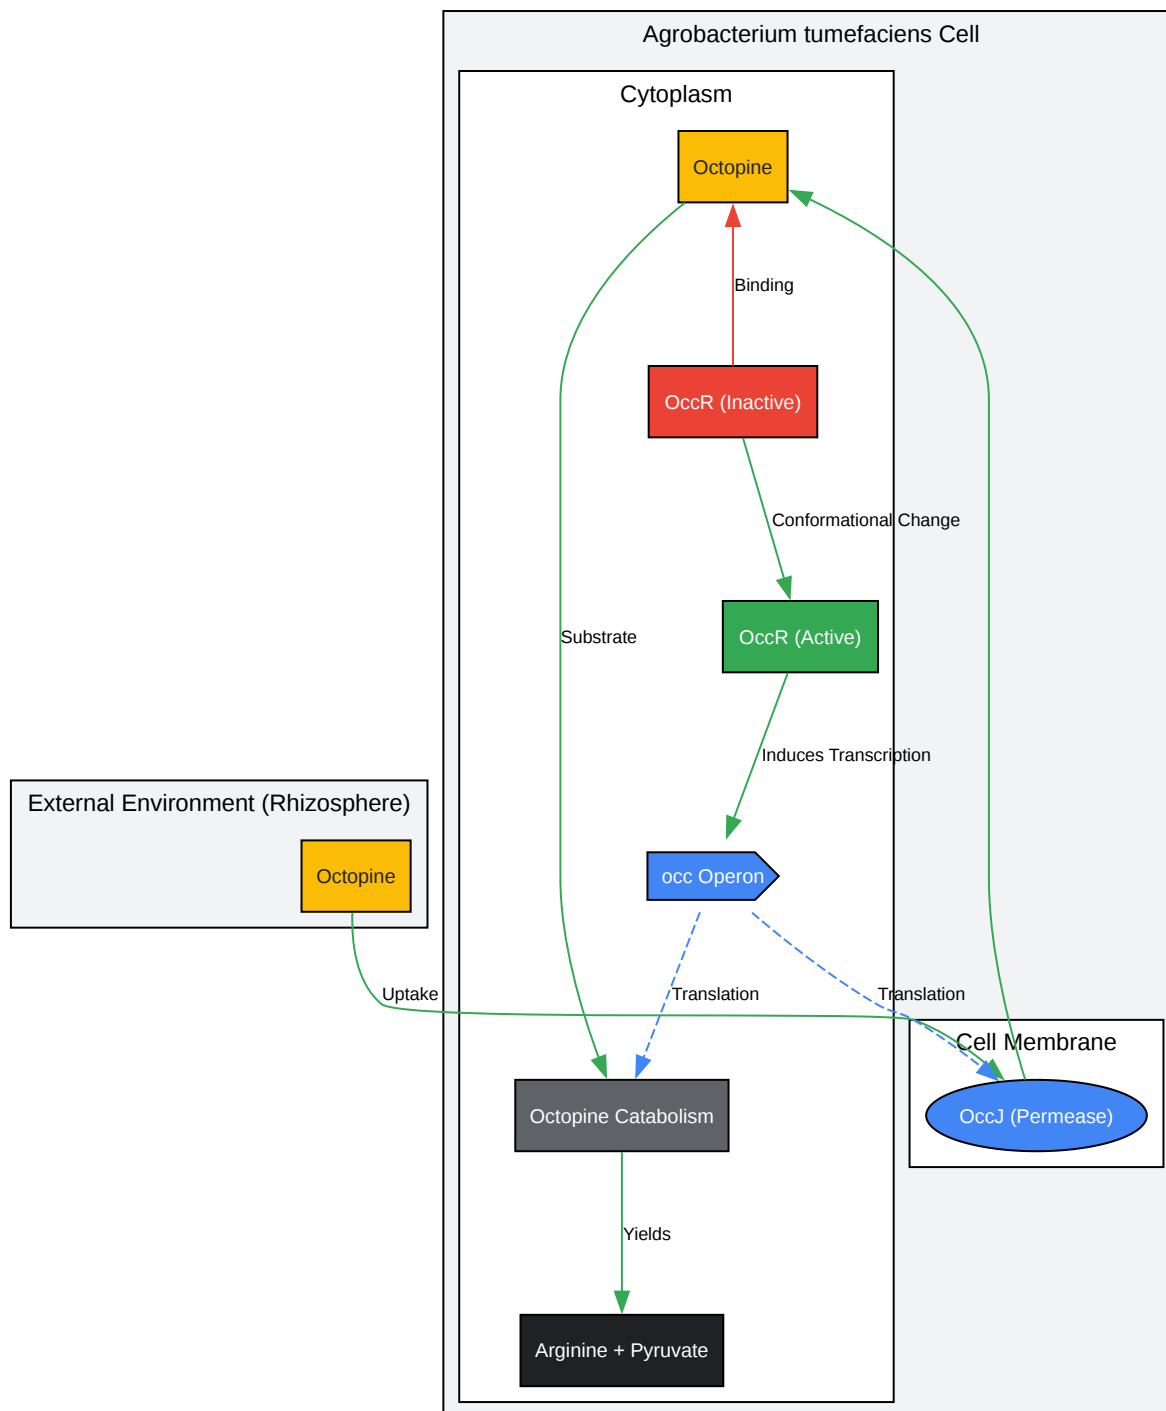 Agrobacterium tumefaciens Cell
Cytoplasm
Octopine
Binding
OccR (Inactive)
Conformational Change
Substrate
OccR (Active)
Induces Transcription
External Environment (Rhizosphere)
Octopine
occ Operon
Uptake
Translation
Translation
Cell Membrane
Octopine Catabolism
OccJ (Permease)
Yields
Arginine + Pyruvate